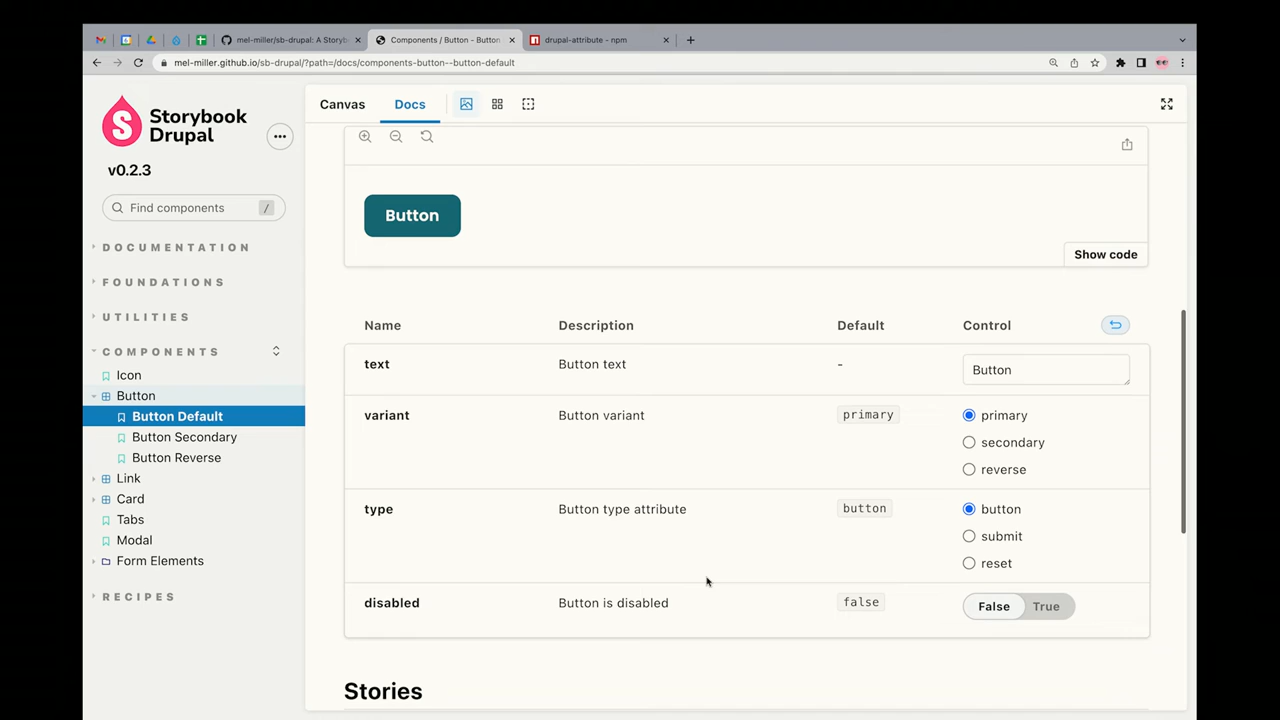 mel-miller/sb-drupal: A Storyb
Components / Button - Button
drupal-attribute - npm
mel-miller.github.io/sb-drupal/?path=/docs/components-button--button-default
Storybook
Drupal
v0.2.3
Find components
/
DOCUMENTATION
FOUNDATIONS
UTILITIES
COMPONENTS
Icon
Button
Button Default
Button Secondary
Button Reverse
Link
Card
Tabs
Modal
Form Elements
RECIPES
Canvas
Docs
Button
Show code
Name Description Default Control
text Button text - Button
variant Button variant primary primary
secondary
reverse
type Button type attribute button button
submit
reset
disabled Button is disabled false False True
Stories